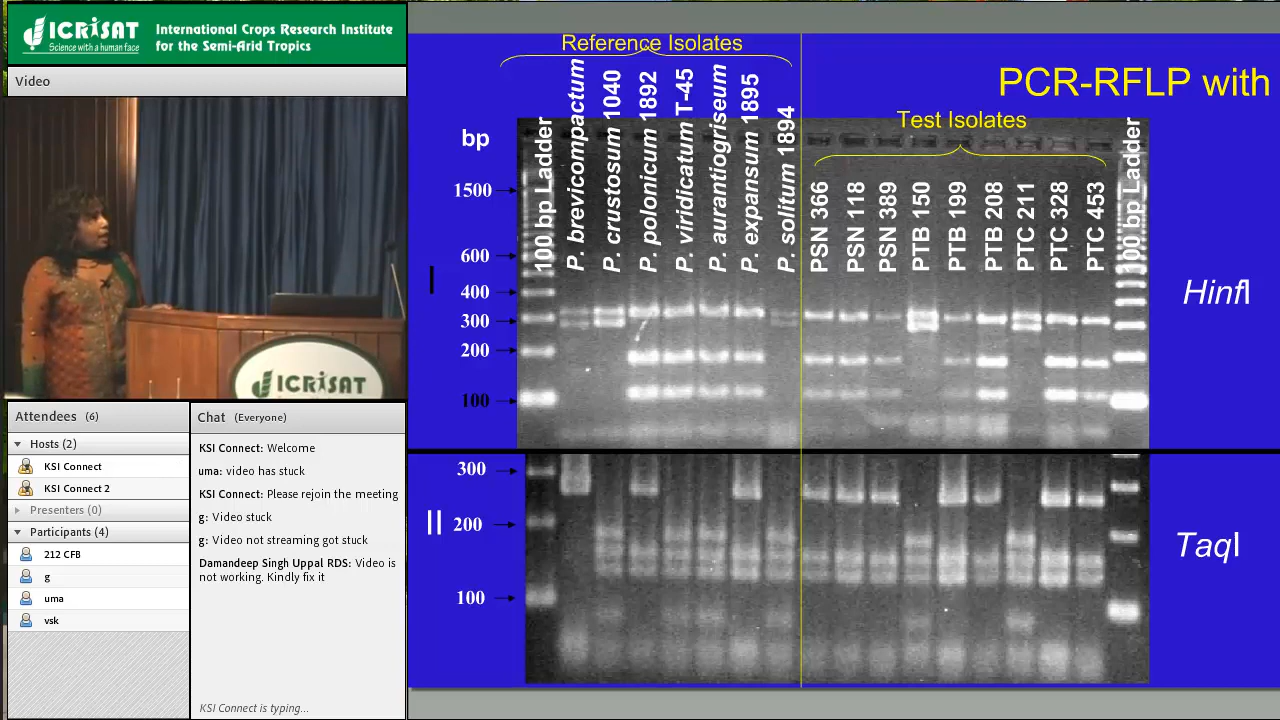 ICRISAT
Science with a human face
International Crops Research Institute
for the Semi-Arid Tropics
Video
ICRISAT
Attendees (6)
Hosts (2)
KSI Connect
KSI Connect 2
Presenters (0)
Participants (4)
212 CFB
g
uma
vsk
Chat (Everyone)
KSI Connect: Welcome
uma: video has stuck
KSI Connect: Please rejoin the meeting
g: Video stuck
g: Video not streaming got stuck
Damandeep Singh Uppal RDS: Video is
not working. Kindly fix it
KSI Connect is typing...
PCR-RFLP with
Reference Isolates
Test Isolates
bp
100 bp Ladder
P. brevicompactum
P. crustosum 1040
P. polonicum 1892
P. viridicatum T-45
P. aurantiogriseum
P. expansum 1895
P. solitum 1894
PSN 366
PSN 118
PSN 389
PTB 150
PTB 199
PTB 208
PTC 211
PTC 328
PTC 453
100 bp Ladder
1500
600
400
300
200
100
I
HinfI
300
200
100
II
TaqI